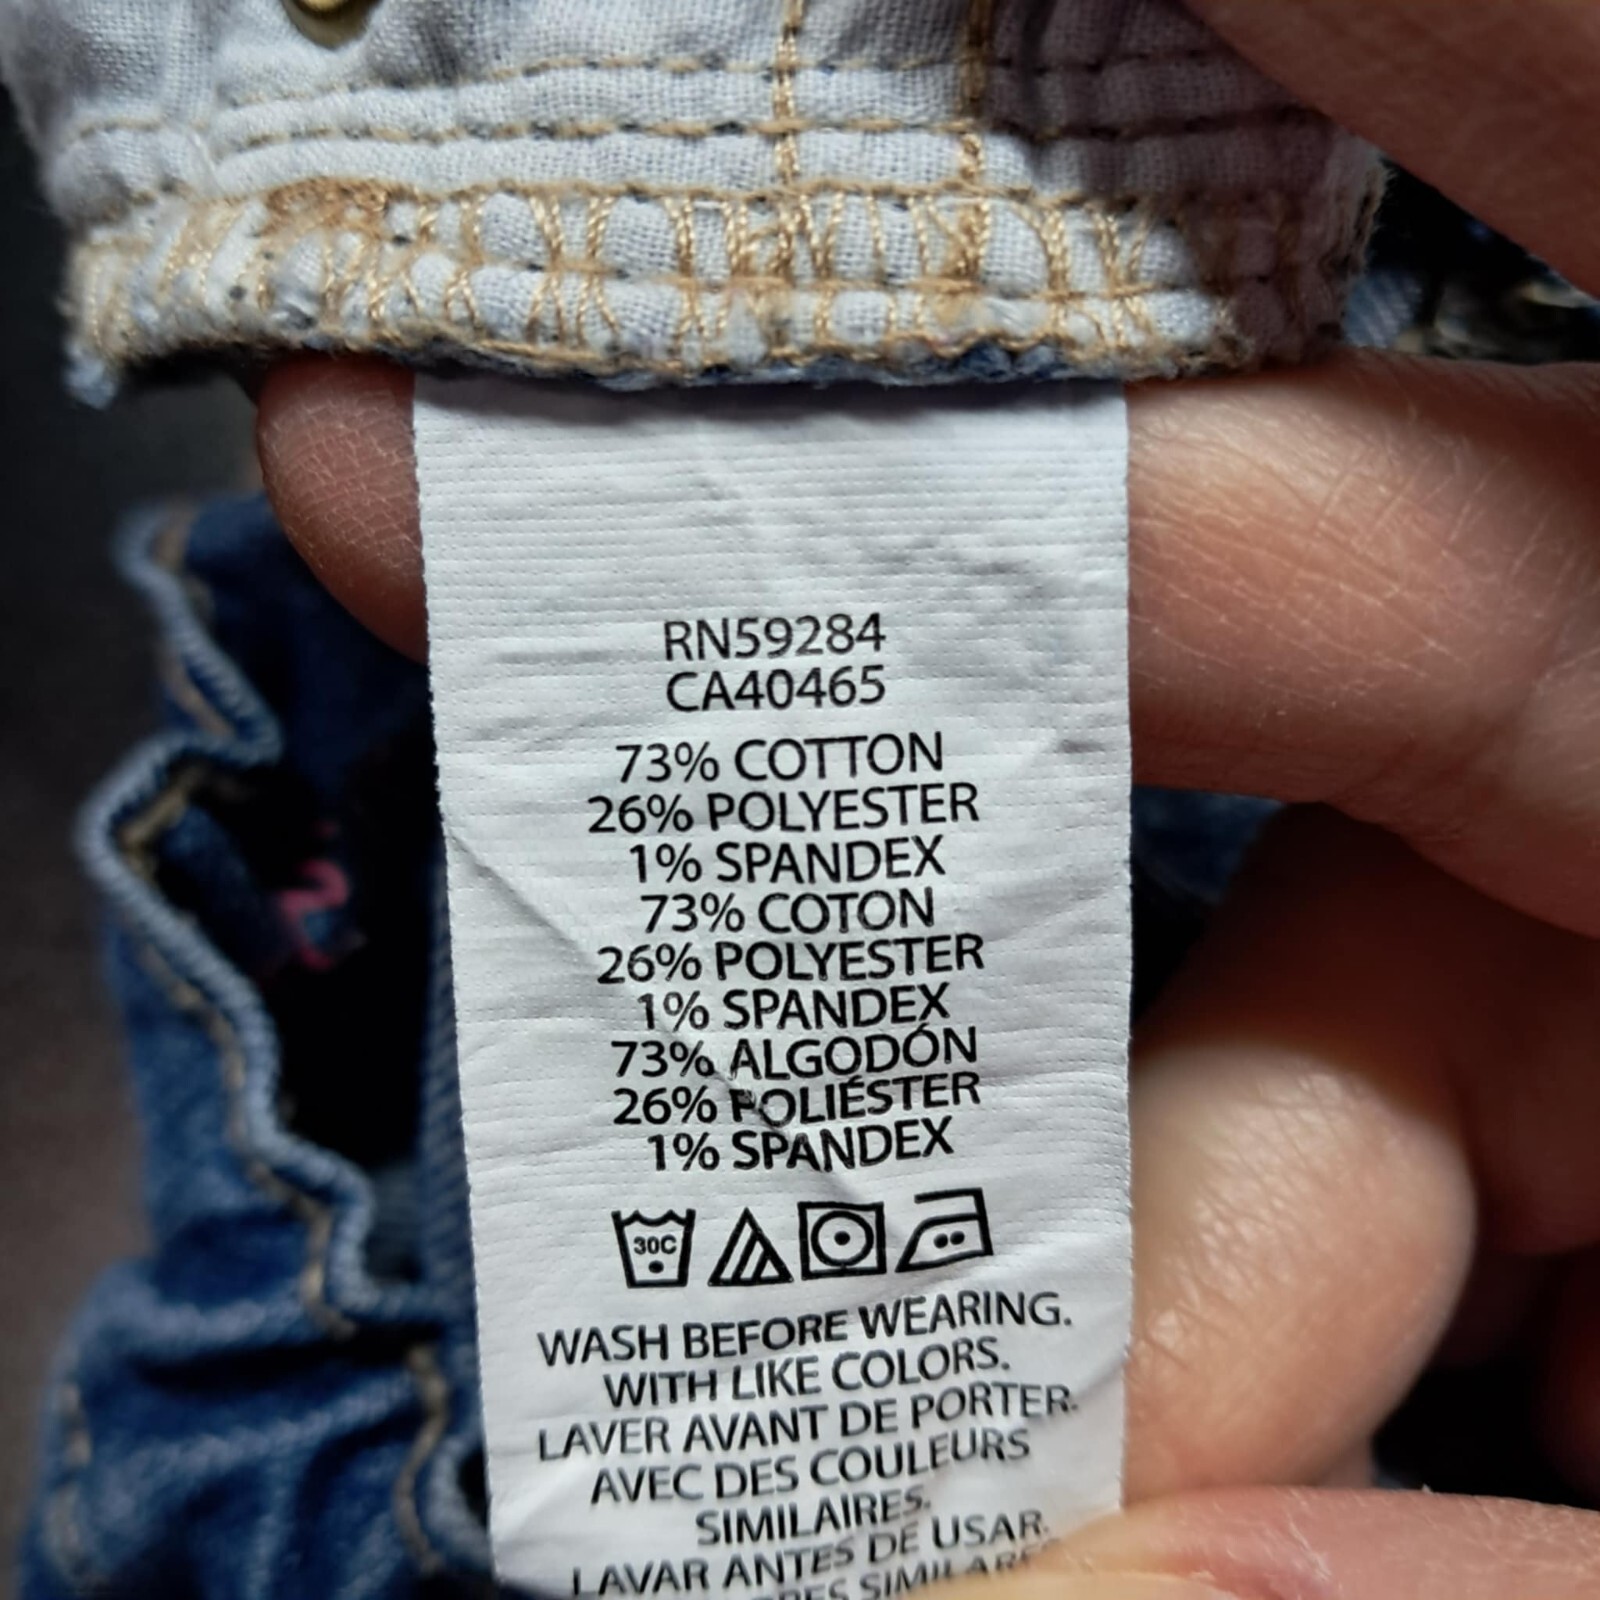 RN59284
CA40465
73% COTTON
26% POLYESTER
1% SPANDEX
73% COTON
26% POLYESTER
1% SPANDEX
73% ALGODÓN
26% POLIÉSTER
1% SPANDEX
30C
WASH BEFORE WEARING.
WITH LIKE COLORS.
LAVER AVANT DE PORTER.
AVEC DES COULEURS
SIMILAIRES.
LAVAR ANTES DE USAR.